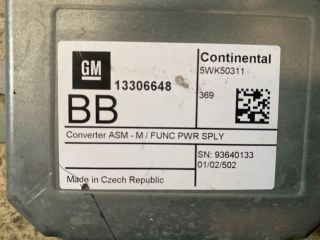 GM
13306648
BB
Continental
5WK50311
369
Converter ASM - M / FUNC PWR SPLY
SN: 93640133
01/02/502
Made in Czech Republic